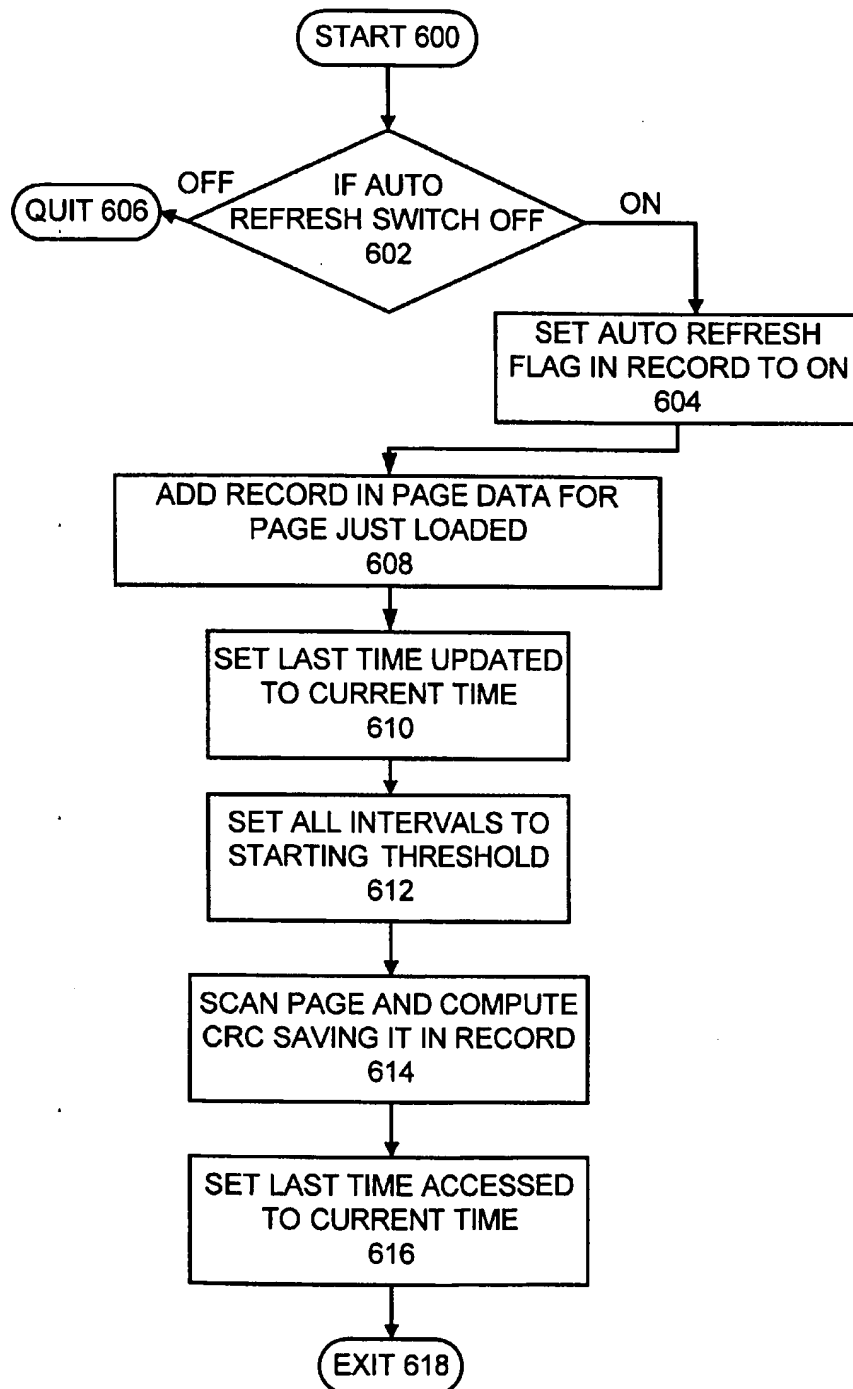 START 600
IF AUTO
REFRESH SWITCH OFF
602
OFF
QUIT 606
ON
SET AUTO REFRESH
FLAG IN RECORD TO ON
604
ADD RECORD IN PAGE DATA FOR
PAGE JUST LOADED
608
SET LAST TIME UPDATED
TO CURRENT TIME
610
SET ALL INTERVALS TO
STARTING THRESHOLD
612
SCAN PAGE AND COMPUTE
CRC SAVING IT IN RECORD
614
SET LAST TIME ACCESSED
TO CURRENT TIME
616
EXIT 618